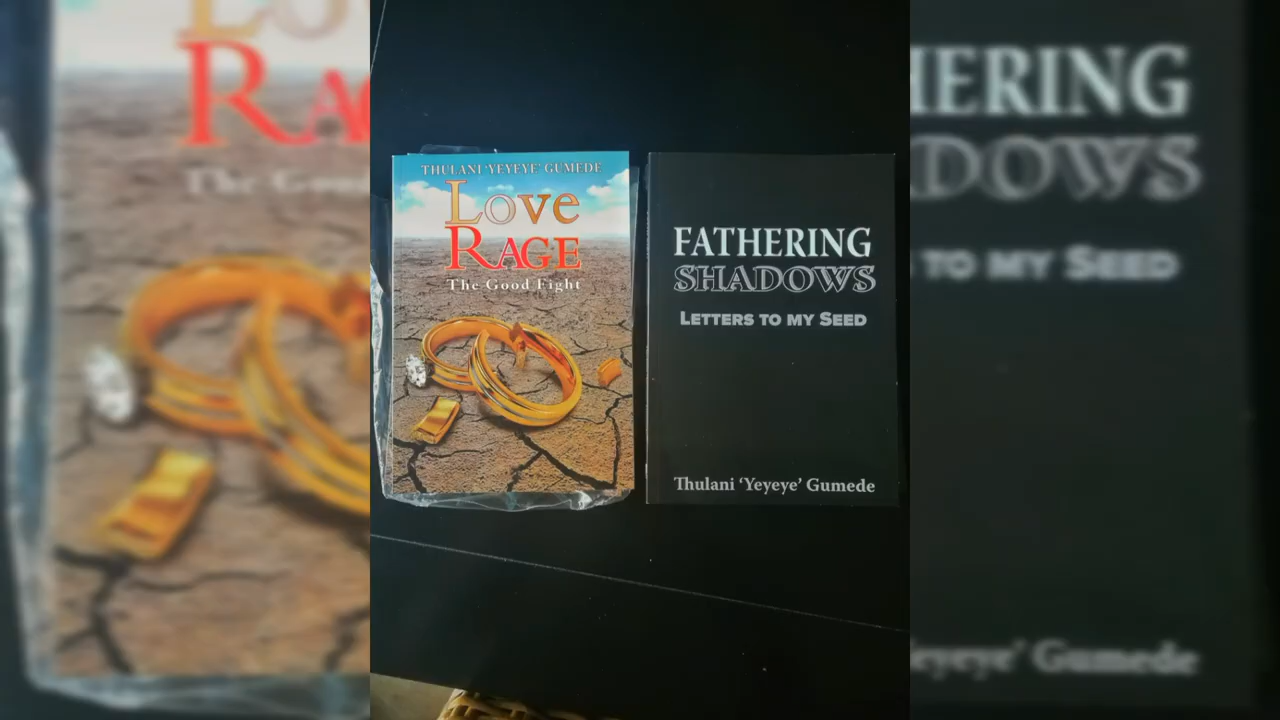 THULANI 'YEYEYE' GUMEDE
LOVE
RAGE
The Good Fight
FATHERING
SHADOWS
LETTERS TO MY SEED
Thulani 'Yeyeye' Gumede